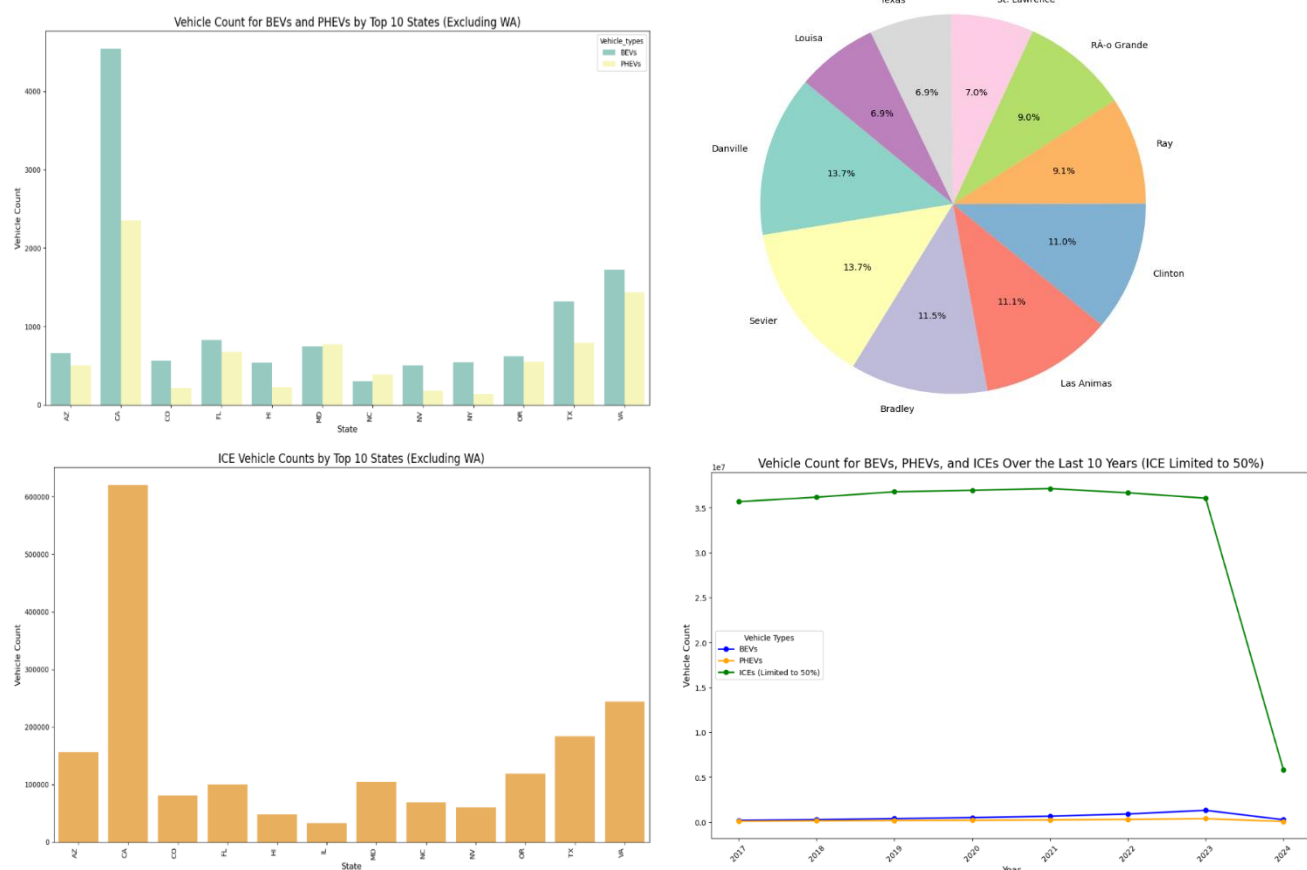 Vehicle Count for BEVs and PHEVs by Top 10 States (Excluding WA)
Vehicle_types
BEVs
PHEVs
Vehicle Count
4000
3000
2000
1000
0
AZ
CA
CO
FL
HI
MD
NC
NV
NY
OR
TX
VA
State
Texas
St. Lawrence
Louisa
RÃ-o Grande
6.9%
7.0%
6.9%
9.0%
Ray
9.1%
Danville
13.7%
11.0%
Clinton
13.7%
Sevier
11.5%
11.1%
Bradley
Las Animas
ICE Vehicle Counts by Top 10 States (Excluding WA)
Vehicle Count
600000
500000
400000
300000
200000
100000
0
AZ
CA
CO
FL
HI
IL
MD
NC
NV
OR
TX
VA
State
Vehicle Count for BEVs, PHEVs, and ICEs Over the Last 10 Years (ICE Limited to 50%)
1e7
Vehicle Count
3.5
3.0
2.5
2.0
1.5
1.0
0.5
0.0
Vehicle Types
BEVs
PHEVs
ICEs (Limited to 50%)
2017
2018
2019
2020
2021
2022
2023
2024
Year